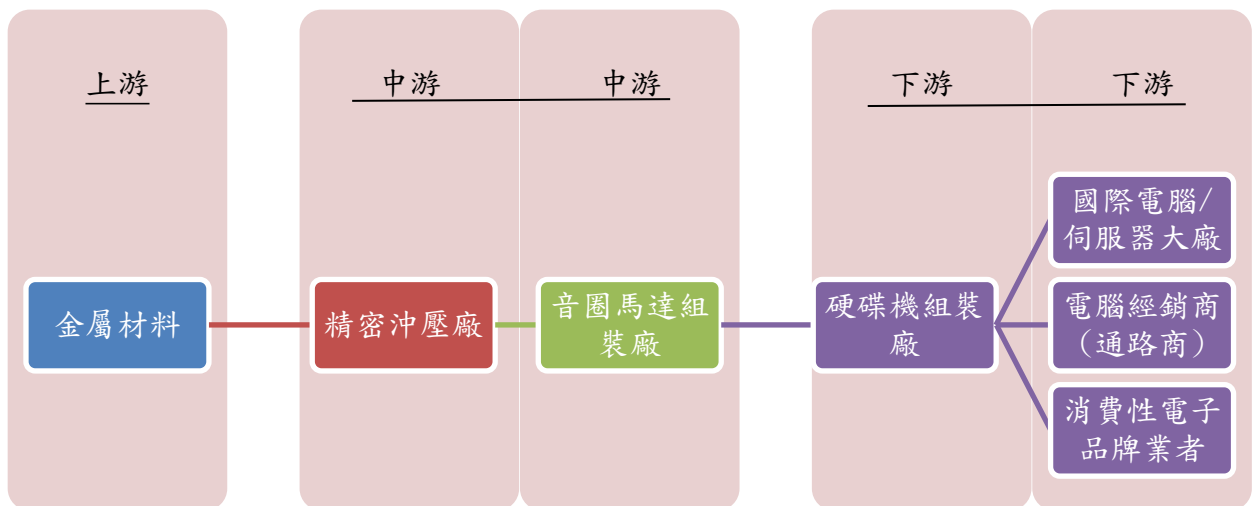 上游
中游
中游
下游
下游
金屬材料
精密沖壓廠
音圈馬達組
裝廠
硬碟機組裝
廠
國際電腦/
伺服器大廠
電腦經銷商
(通路商)
消費性電子
品牌業者